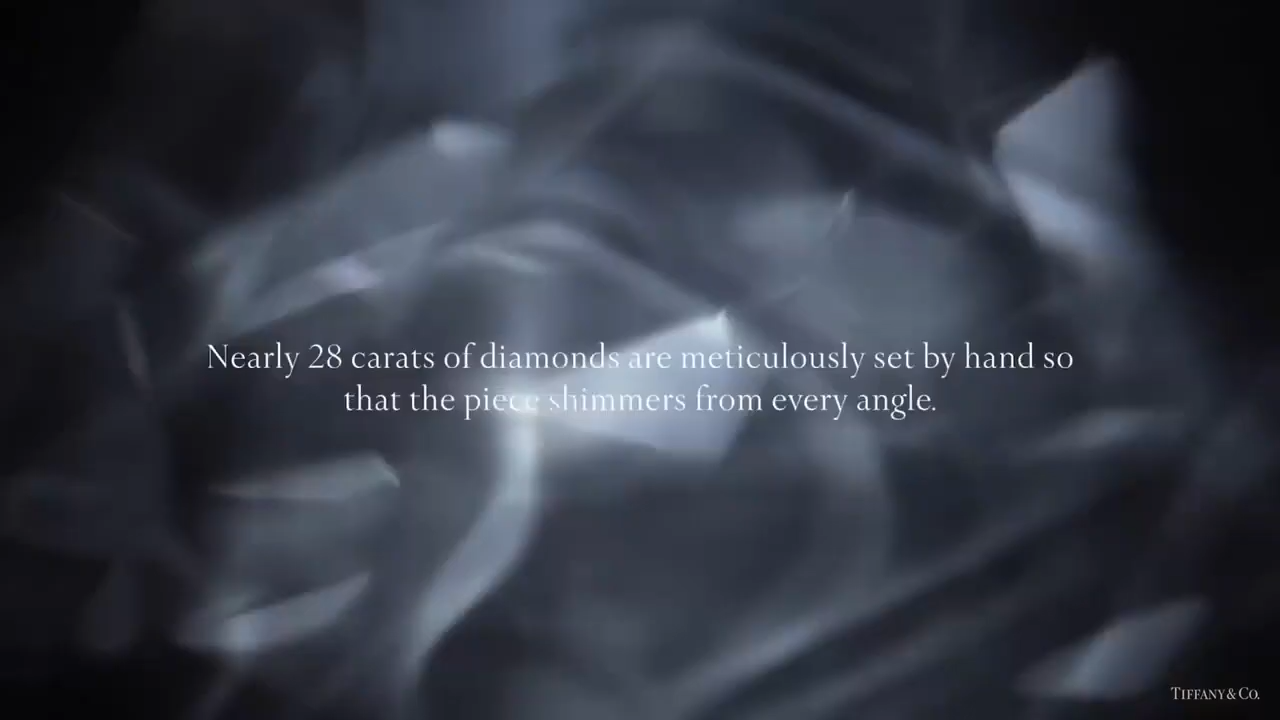 Nearly 28 carats of diamonds are meticulously set by hand so
that the piece shimmers from every angle.
TIFFANY & CO.